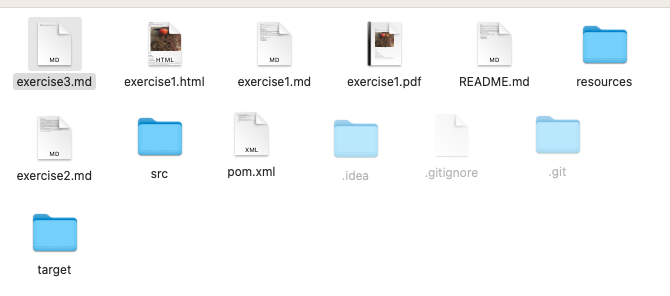 MD
HTML
MD
MD
exercise3.md
exercise1.html
exercise1.md
exercise1.pdf
README.md
resources
MD
XML
exercise2.md
src
pom.xml
.idea
.gitignore
.git
target